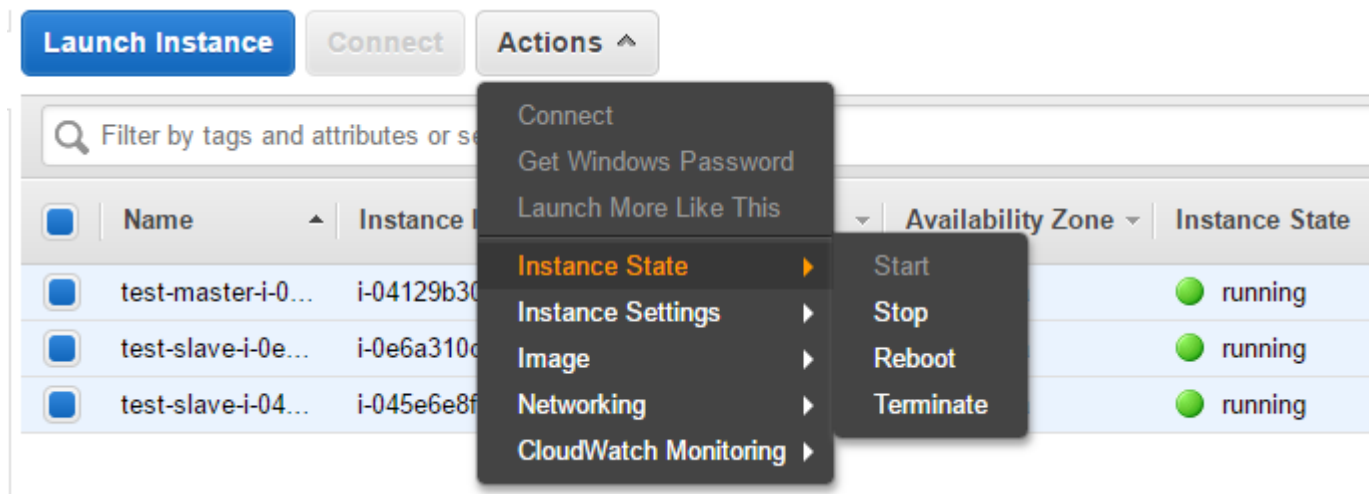 Launch Instance Connect Actions
Connect
Filter by tags and attributes or se
Get Windows Password
Launch More Like This
Name Instance I Availability Zone Instance State
Instance State Start
test-master-i-0... i-04129b30 running
Instance Settings Stop
test-slave-i-0e... i-0e6a310c running
Image Reboot
test-slave-i-04... i-045e6e8f running
Networking Terminate
CloudWatch Monitoring